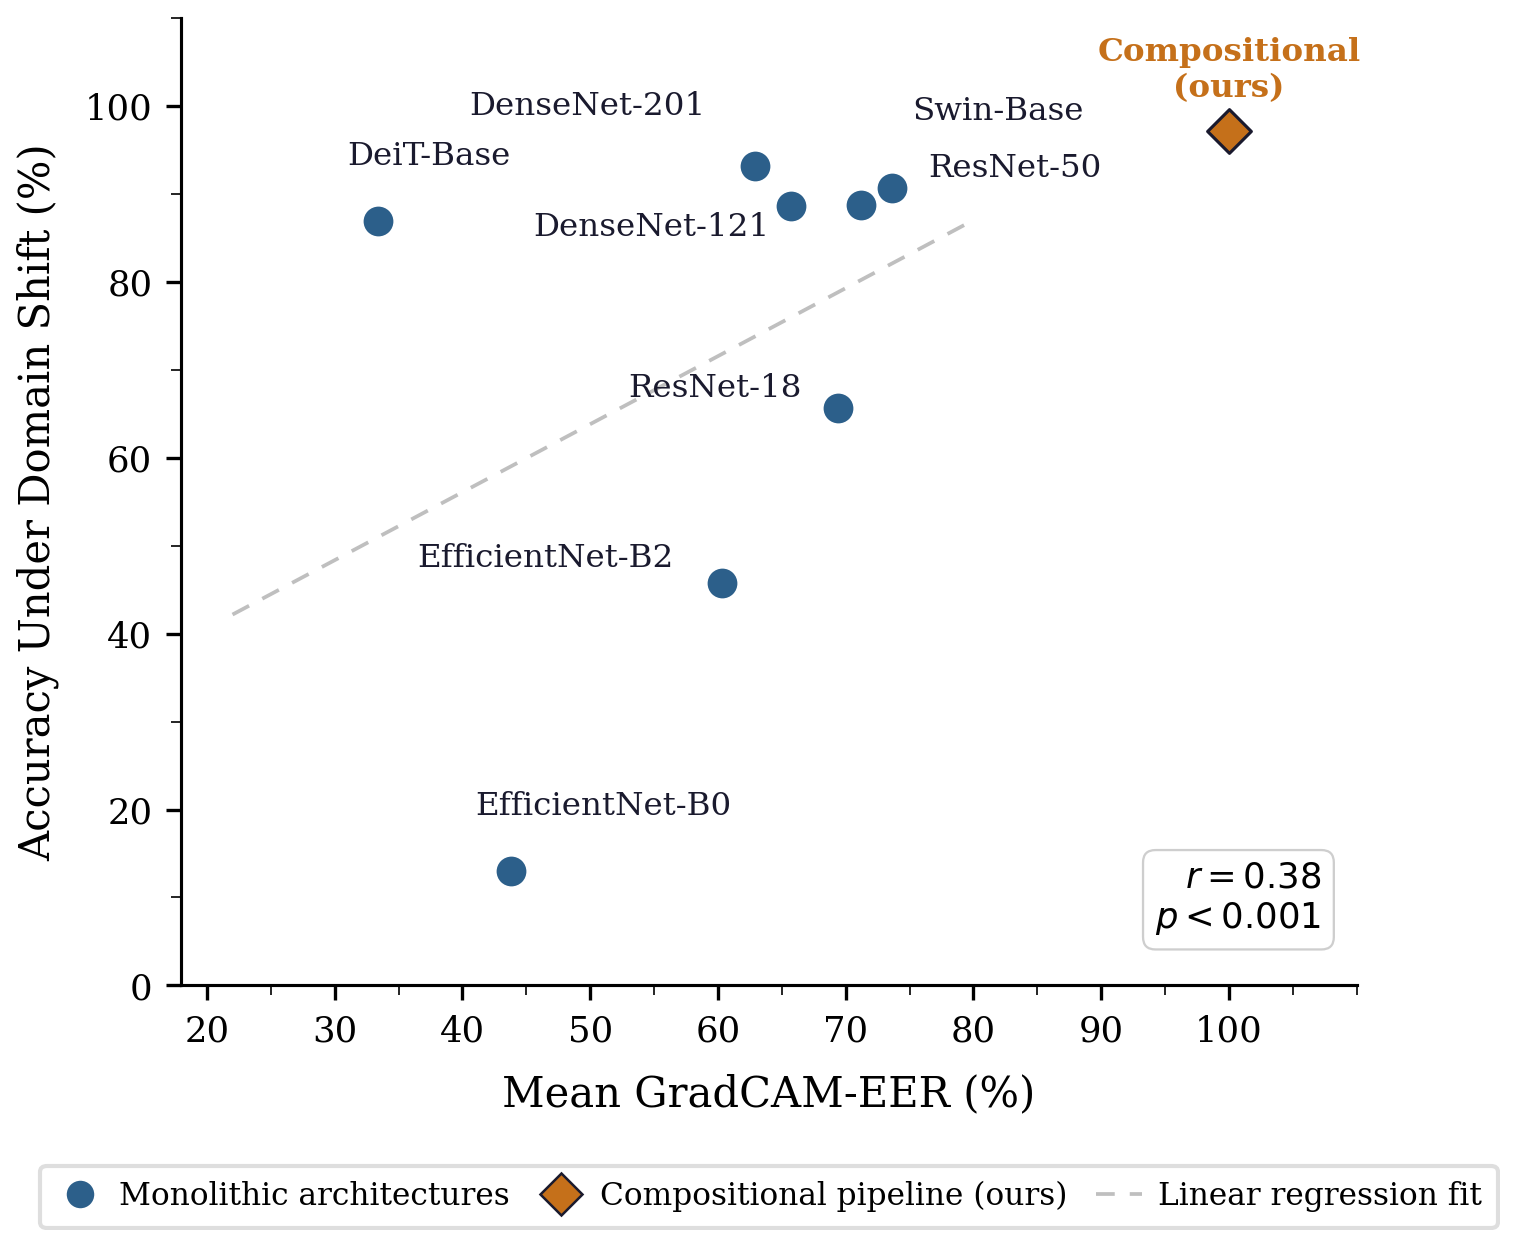 Compositional
(ours)
DenseNet-201
Swin-Base
DeiT-Base
ResNet-50
DenseNet-121
ResNet-18
EfficientNet-B2
EfficientNet-B0
r = 0.38
p < 0.001
Accuracy Under Domain Shift (%)
100
80
60
40
20
0
20 30 40 50 60 70 80 90 100
Mean GradCAM-EER (%)
Monolithic architectures Compositional pipeline (ours) Linear regression fit